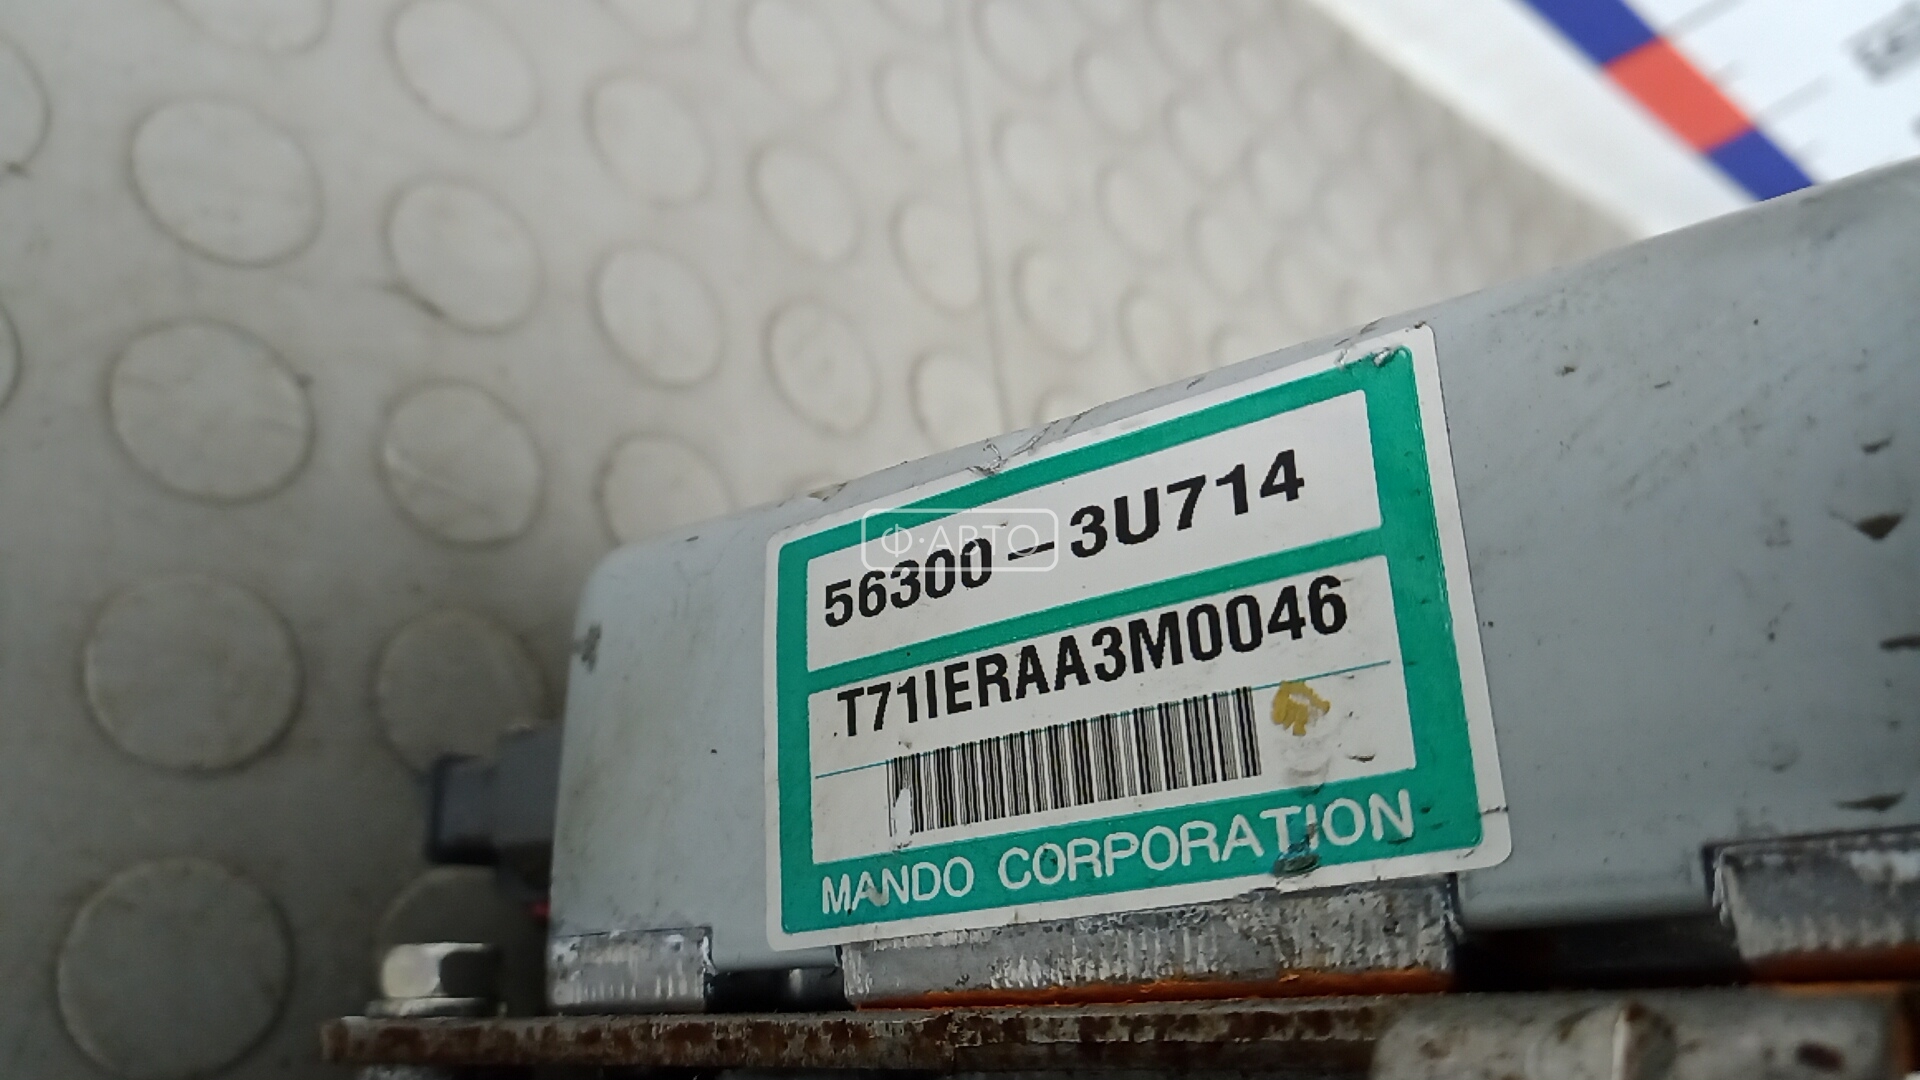 56300-3U714
Ф·АВТО
T71IERAA3M0046
MANDO CORPORATION